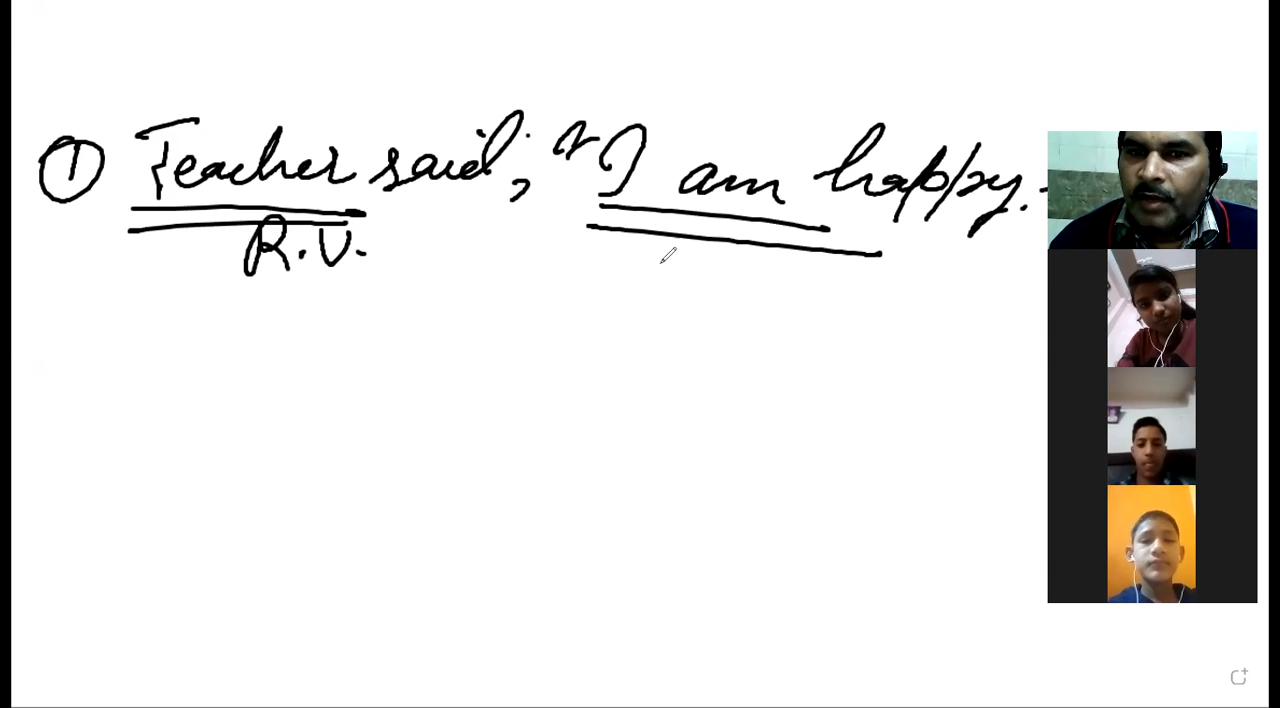 ① Teacher said, "I am happy.
R.V.